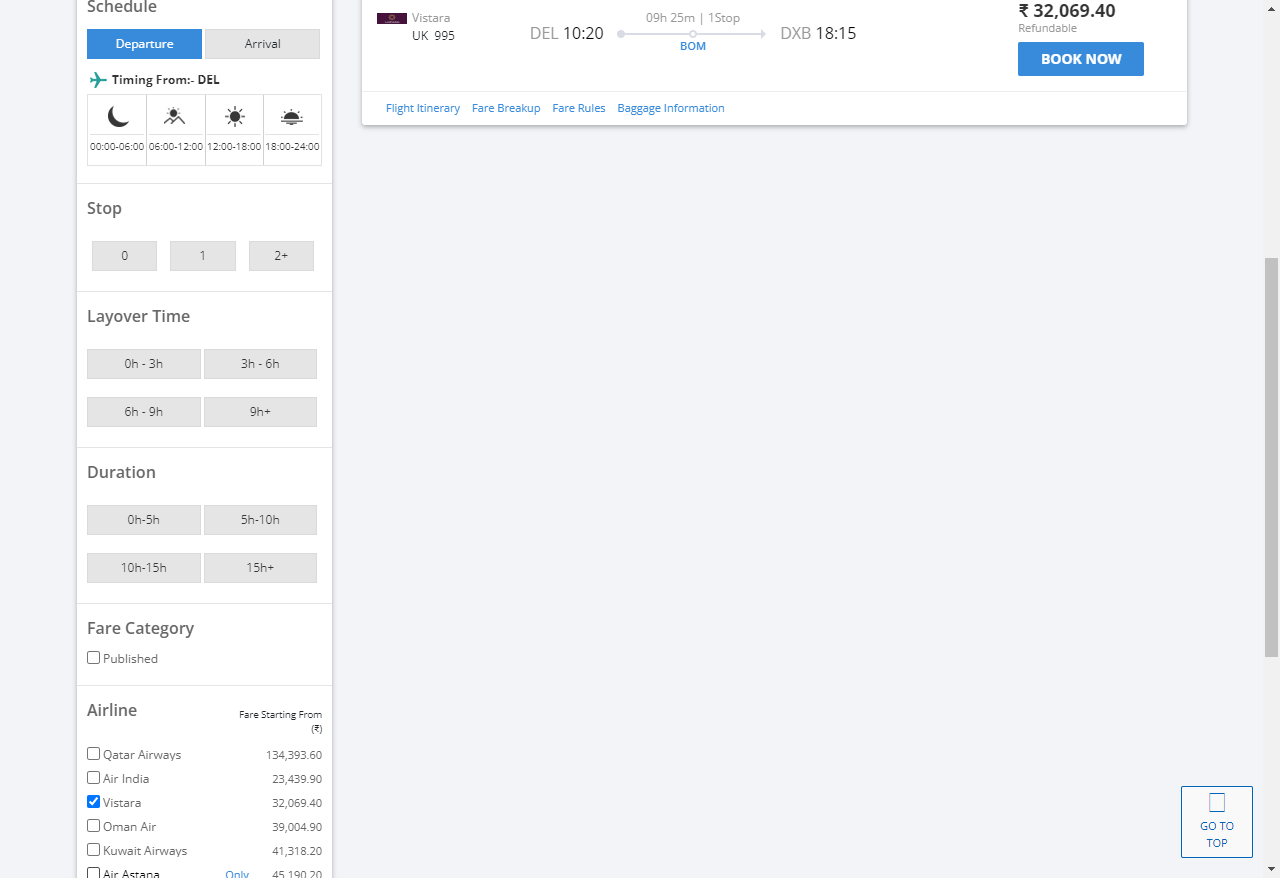 Schedule
Departure
Arrival
Timing From:- DEL
00:00-06:00
06:00-12:00
12:00-18:00
18:00-24:00
Stop
0
1
2+
Layover Time
0h - 3h
3h - 6h
6h - 9h
9h+
Duration
0h-5h
5h-10h
10h-15h
15h+
Fare Category
Published
Airline
Fare Starting From
(₹)
Qatar Airways 134,393.60
Air India 23,439.90
Vistara 32,069.40
Oman Air 39,004.90
Kuwait Airways 41,318.20
Air Astana Only 45,190.20
Vistara
UK 995
DEL 10:20
09h 25m | 1Stop
BOM
DXB 18:15
₹ 32,069.40
Refundable
BOOK NOW
Flight Itinerary Fare Breakup Fare Rules Baggage Information
GO TO
TOP